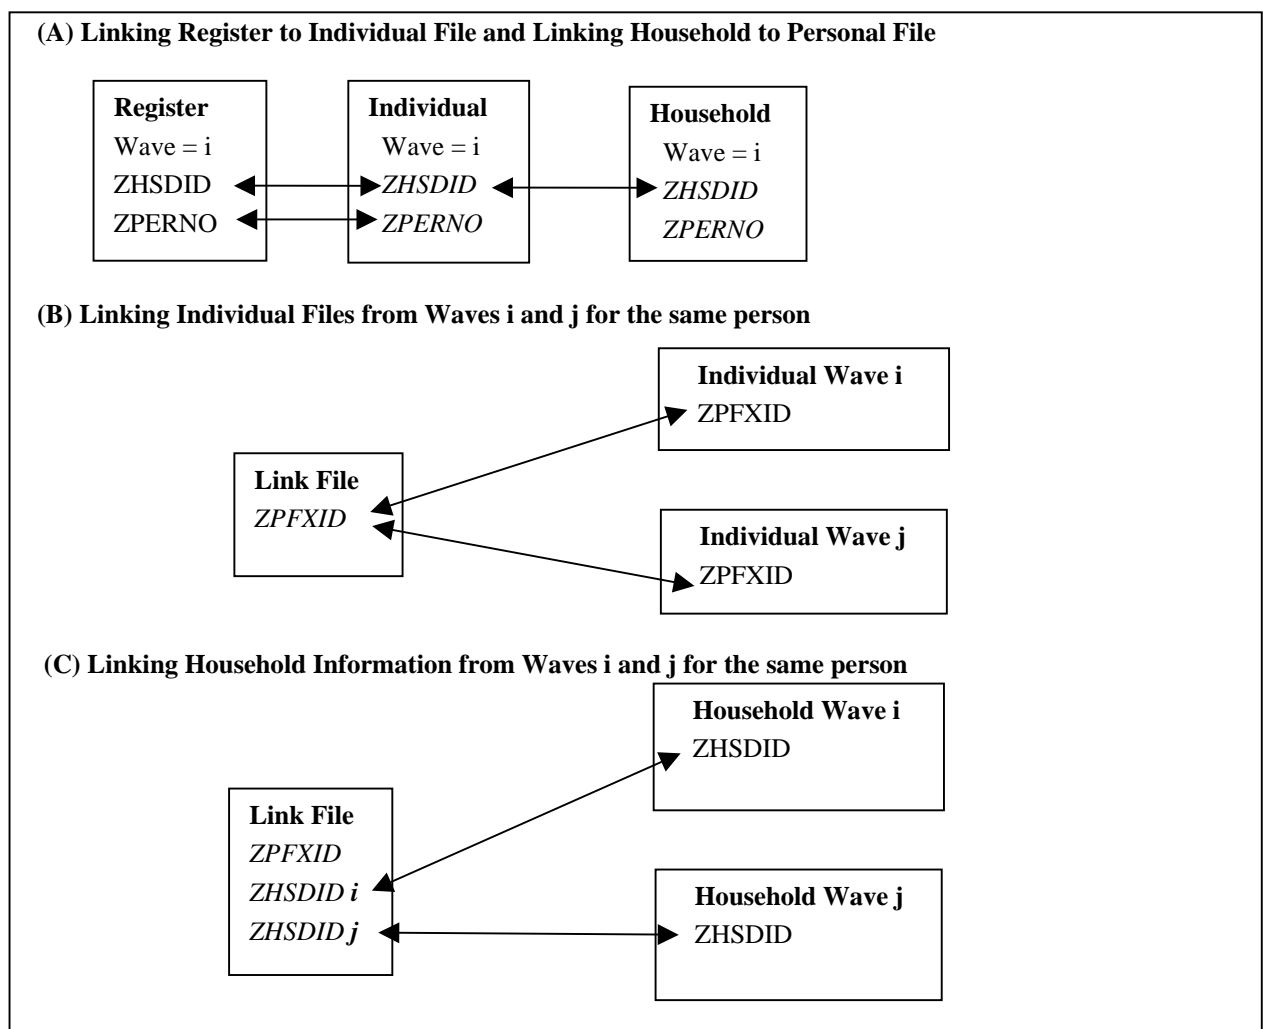 (A) Linking Register to Individual File and Linking Household to Personal File
Register
Wave = i
ZHSDID
ZPERNO
Individual
Wave = i
ZHSDID
ZPERNO
Household
Wave = i
ZHSDID
ZPERNO
(B) Linking Individual Files from Waves i and j for the same person
Individual Wave i
ZPFXID
Link File
ZPFXID
Individual Wave j
ZPFXID
(C) Linking Household Information from Waves i and j for the same person
Household Wave i
ZHSDID
Link File
ZPFXID
ZHSDID i
ZHSDID j
Household Wave j
ZHSDID